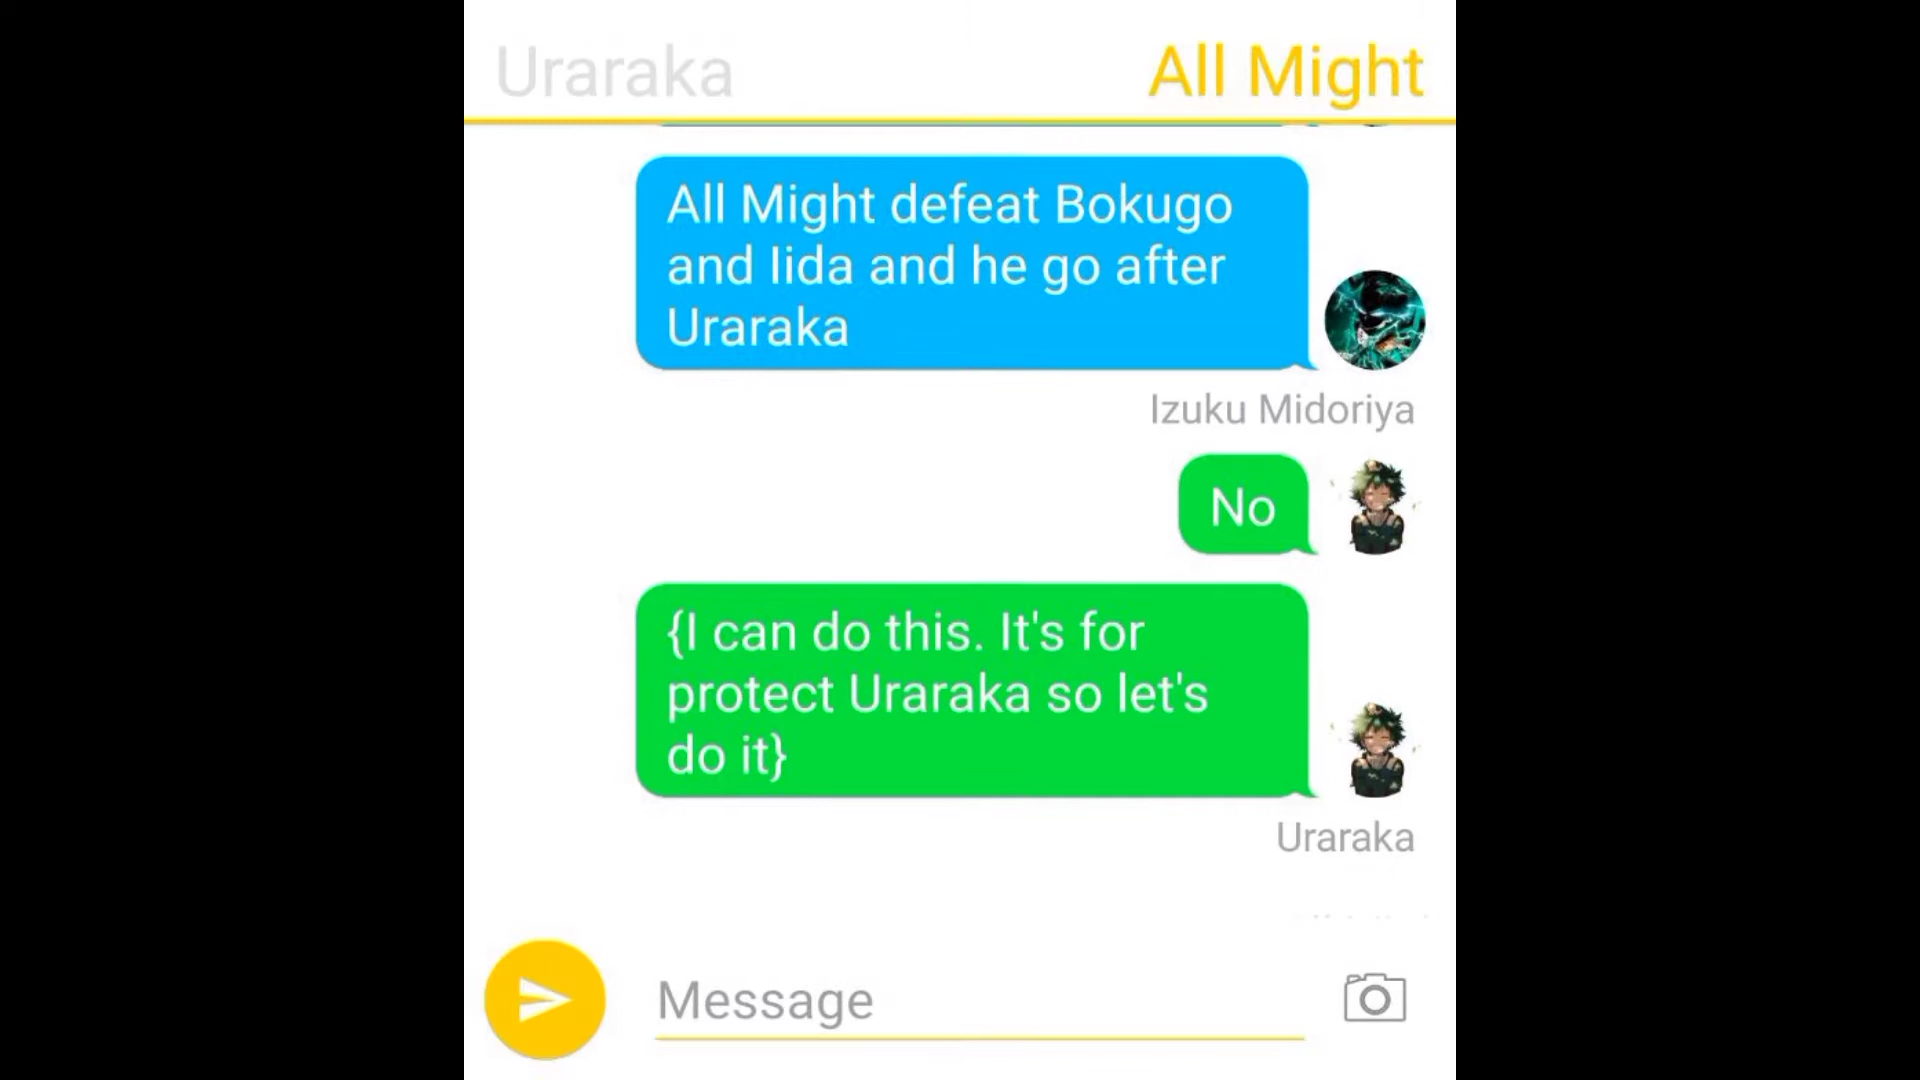 Uraraka All Might
All Might defeat Bokugo
and Iida and he go after
Uraraka
Izuku Midoriya
No
{I can do this. It's for
protect Uraraka so let's
do it}
Uraraka
Message